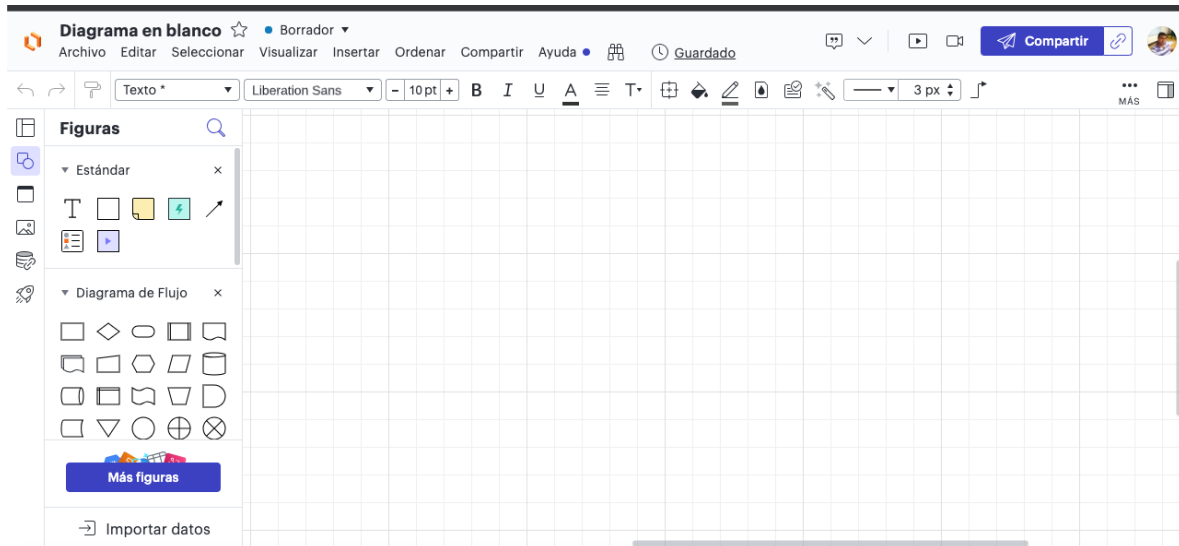 Diagrama en blanco Borrador
Archivo Editar Seleccionar Visualizar Insertar Ordenar Compartir Ayuda Guardado
Compartir
Texto * Liberation Sans - 10 pt + B I U A T 3 px MÁS
Figuras
Estándar
T
Diagrama de Flujo
Más figuras
Importar datos